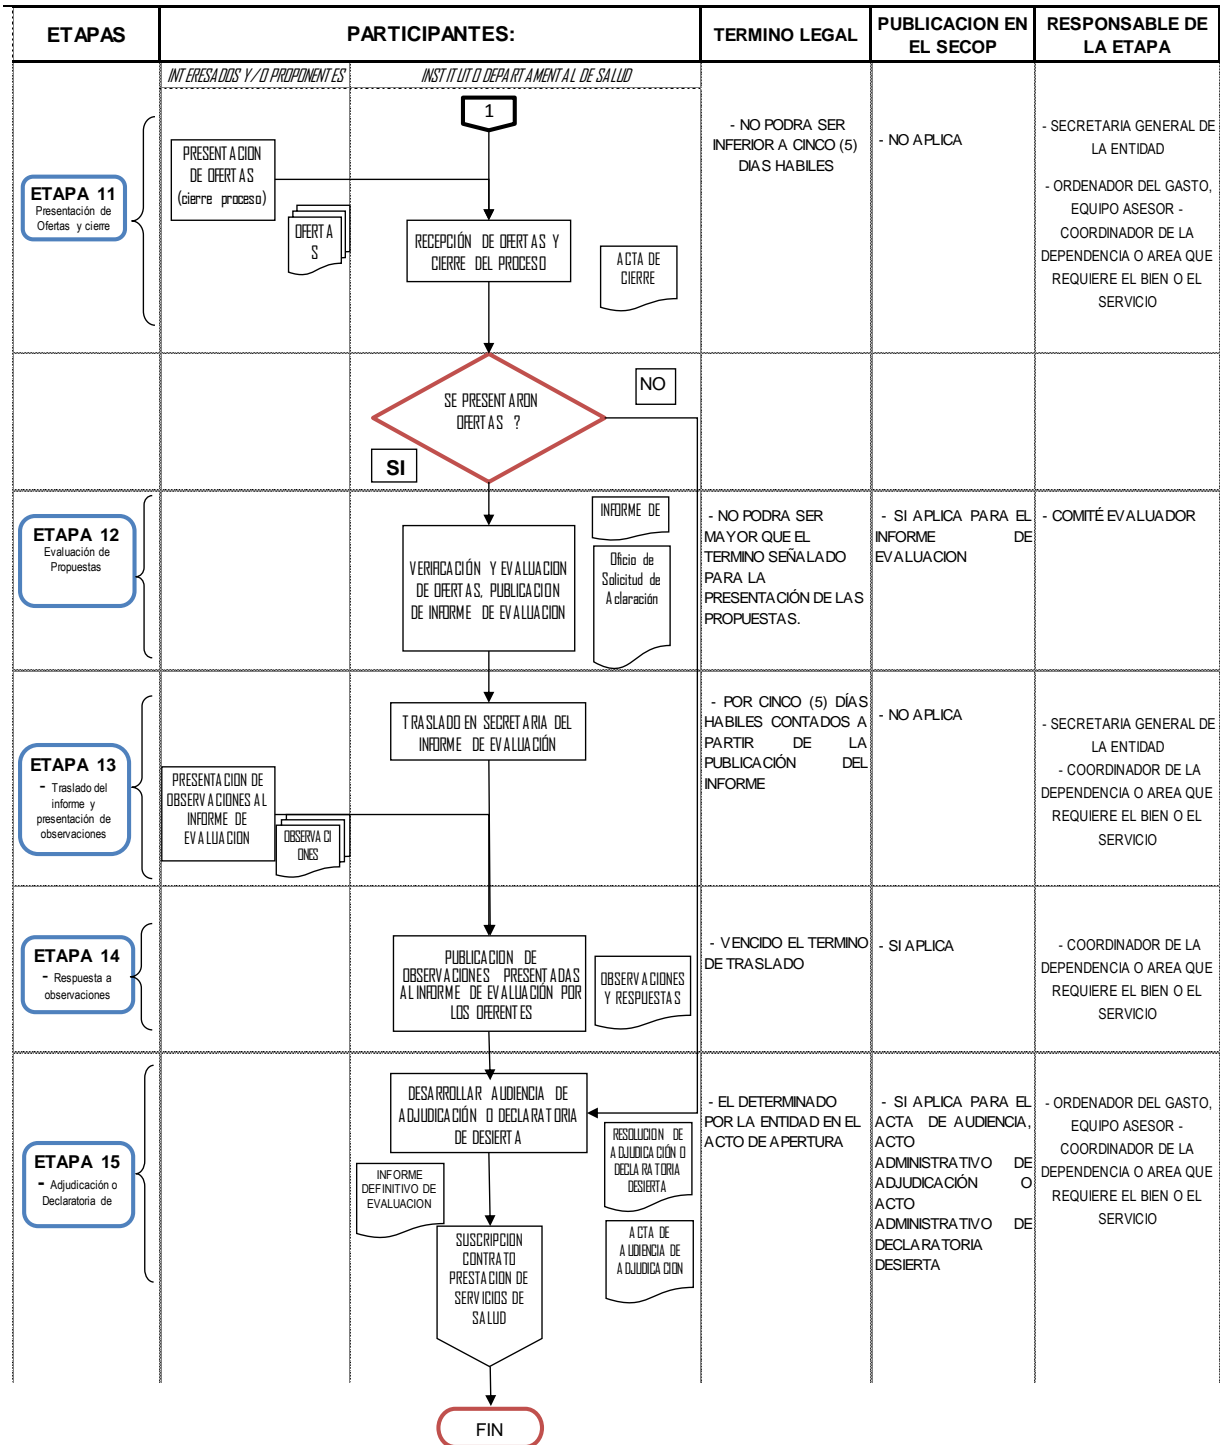 ETAPAS
PARTICIPANTES:
TERMINO LEGAL
PUBLICACION EN
EL SECOP
RESPONSABLE DE
LA ETAPA
INTERESADOS Y/O PROPONENTES
INSTITUTO DEPARTAMENTAL DE SALUD
1
ETAPA 11
Presentación de
Ofertas y cierre
PRESENTACION
DE OFERTAS
(cierre proceso)
OFERTA
S
RECEPCIÓN DE OFERTAS Y
CIERRE DEL PROCESO
ACTA DE
CIERRE
- NO PODRA SER
INFERIOR A CINCO (5)
DIAS HABILES
- NO APLICA
- SECRETARIA GENERAL DE
LA ENTIDAD
- ORDENADOR DEL GASTO,
EQUIPO ASESOR -
COORDINADOR DE LA
DEPENDENCIA O AREA QUE
REQUIERE EL BIEN O EL
SERVICIO
SE PRESENTARON
OFERTAS ?
NO
SI
ETAPA 12
Evaluación de
Propuestas
VERIFICACIÓN Y EVALUACION
DE OFERTAS, PUBLICACION
DE INFORME DE EVALUACION
INFORME DE
Oficio de
Solicitud de
Aclaración
- NO PODRA SER
MAYOR QUE EL
TERMINO SEÑALADO
PARA LA
PRESENTACIÓN DE LAS
PROPUESTAS.
- SI APLICA PARA EL
INFORME DE
EVALUACION
- COMITÉ EVALUADOR
ETAPA 13
- Traslado del
informe y
presentación de
observaciones
PRESENTACION DE
OBSERVACIONES AL
INFORME DE
EVALUACION
OBSERVACI
ONES
TRASLADO EN SECRETARIA DEL
INFORME DE EVALUACIÓN
- POR CINCO (5) DÍAS
HABILES CONTADOS A
PARTIR DE LA
PUBLICACIÓN DEL
INFORME
- NO APLICA
- SECRETARIA GENERAL DE
LA ENTIDAD
- COORDINADOR DE LA
DEPENDENCIA O AREA QUE
REQUIERE EL BIEN O EL
SERVICIO
ETAPA 14
- Respuesta a
observaciones
PUBLICACION DE
OBSERVACIONES PRESENTADAS
AL INFORME DE EVALUACIÓN POR
LOS OFERENTES
OBSERVACIONES
Y RESPUESTAS
- VENCIDO EL TERMINO
DE TRASLADO
- SI APLICA
- COORDINADOR DE LA
DEPENDENCIA O AREA QUE
REQUIERE EL BIEN O EL
SERVICIO
ETAPA 15
- Adjudicación o
Declaratoria de
DESARROLLAR AUDIENCIA DE
ADJUDICACIÓN O DECLARATORIA
DE DESIERTA
RESOLUCION DE
ADJUDICACIÓN O
DECLARATORIA
DESIERTA
INFORME
DEFINITIVO DE
EVALUACION
ACTA DE
AUDIENCIA DE
ADJUDICACION
SUSCRIPCION
CONTRATO
PRESTACION DE
SERVICIOS DE
SALUD
- EL DETERMINADO
POR LA ENTIDAD EN EL
ACTO DE APERTURA
- SI APLICA PARA EL
ACTA DE AUDIENCIA,
ACTO
ADMINISTRATIVO DE
ADJUDICACIÓN O
ACTO
ADMINISTRATIVO DE
DECLARATORIA
DESIERTA
- ORDENADOR DEL GASTO,
EQUIPO ASESOR -
COORDINADOR DE LA
DEPENDENCIA O AREA QUE
REQUIERE EL BIEN O EL
SERVICIO
FIN